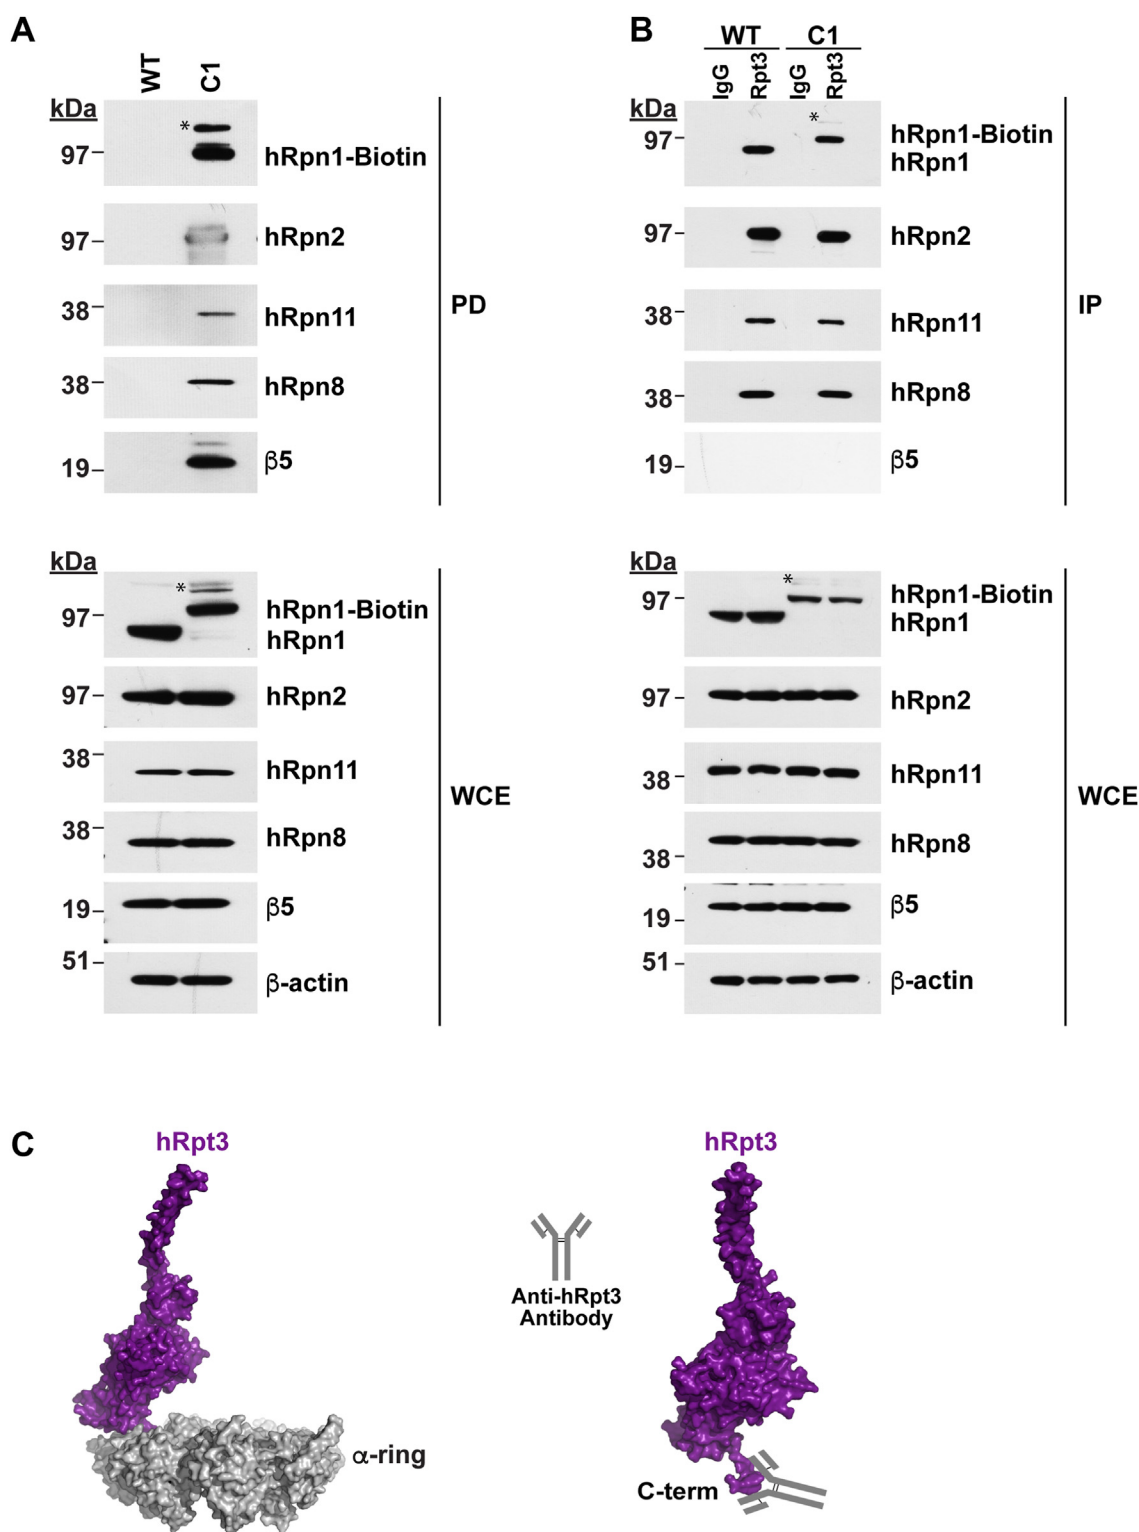 A
WT
C1
kDa
*
97
hRpn1-Biotin
97
hRpn2
38
hRpn11
38
hRpn8
19
β5
PD
kDa
*
97
hRpn1-Biotin
hRpn1
97
hRpn2
38
hRpn11
38
hRpn8
19
β5
51
β-actin
WCE
B
WT C1
IgG
Rpt3
IgG
Rpt3
kDa
*
97
hRpn1-Biotin
hRpn1
97
hRpn2
38
hRpn11
38
hRpn8
19
β5
IP
kDa
*
97
hRpn1-Biotin
hRpn1
97
hRpn2
38
hRpn11
38
hRpn8
19
β5
51
β-actin
WCE
C
hRpt3
α-ring
Anti-hRpt3
Antibody
hRpt3
C-term